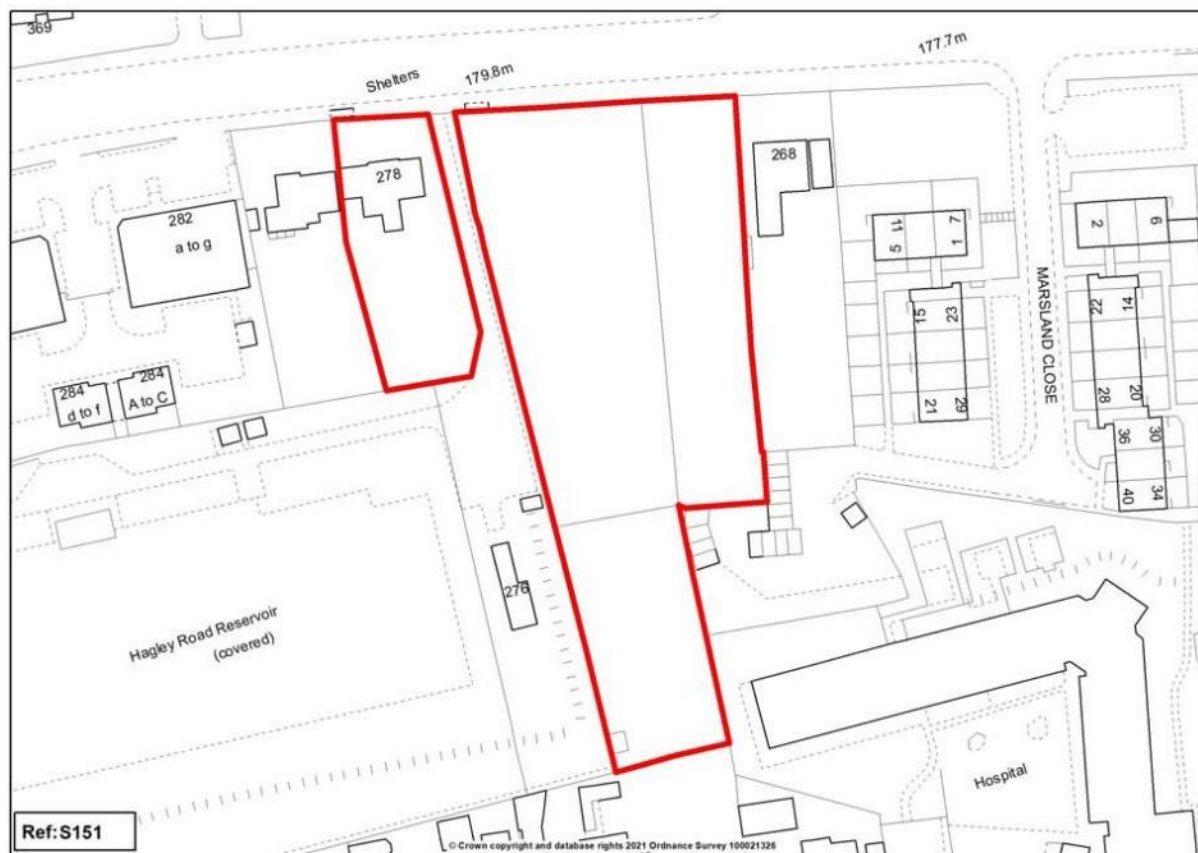 369
Shelters
179.8m
177.7m
278
268
282
a to g
11
7
5
1
2
6
MARSLAND CLOSE
15
23
22
14
284
d to f
284
A to C
21
29
28
20
36
30
40
34
276
Hagley Road Reservoir
(covered)
Hospital
Ref:S151
© Crown copyright and database rights 2021 Ordnance Survey 100021326